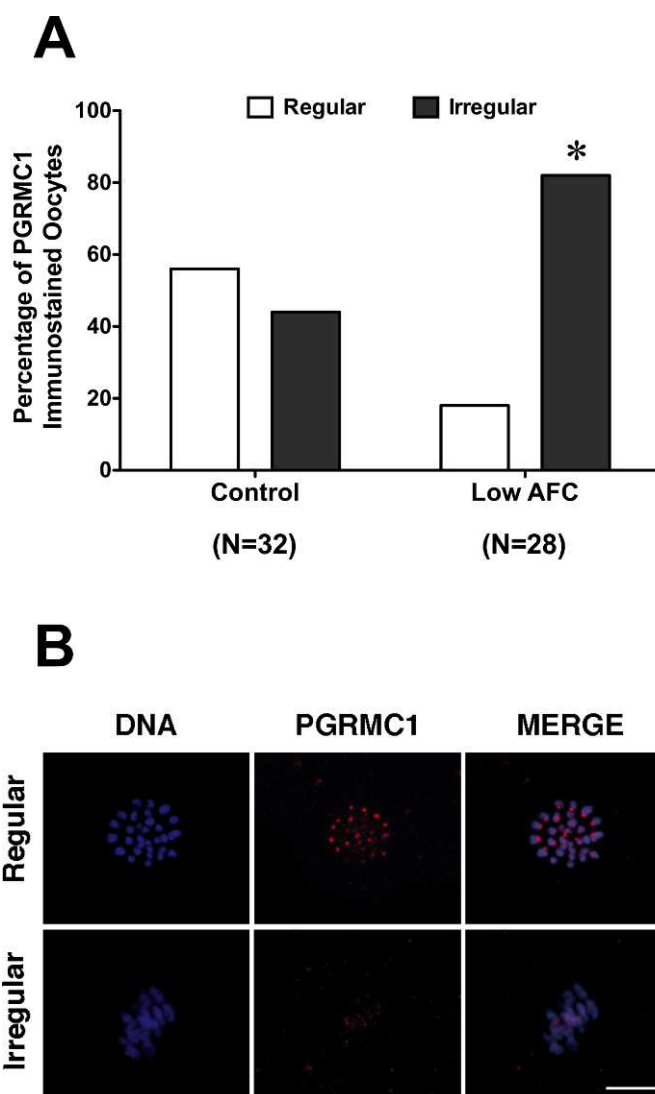 A
Percentage of PGRMC1
Immunostained Oocytes
100
80
60
40
20
0
Regular
Irregular
*
Control
Low AFC
(N=32)
(N=28)
B
DNA
PGRMC1
MERGE
Regular
Irregular